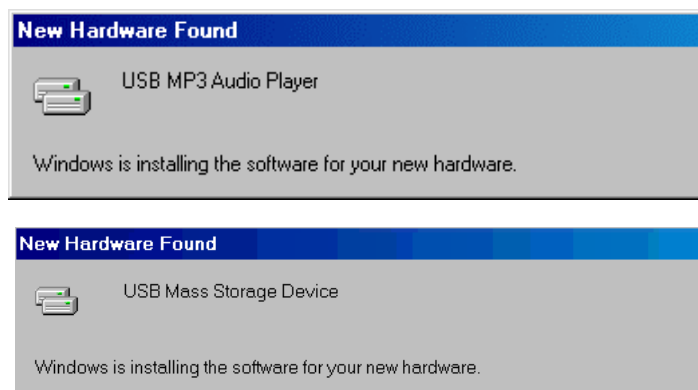 New Hardware Found
USB MP3 Audio Player
Windows is installing the software for your new hardware.
New Hardware Found
USB Mass Storage Device
Windows is installing the software for your new hardware.